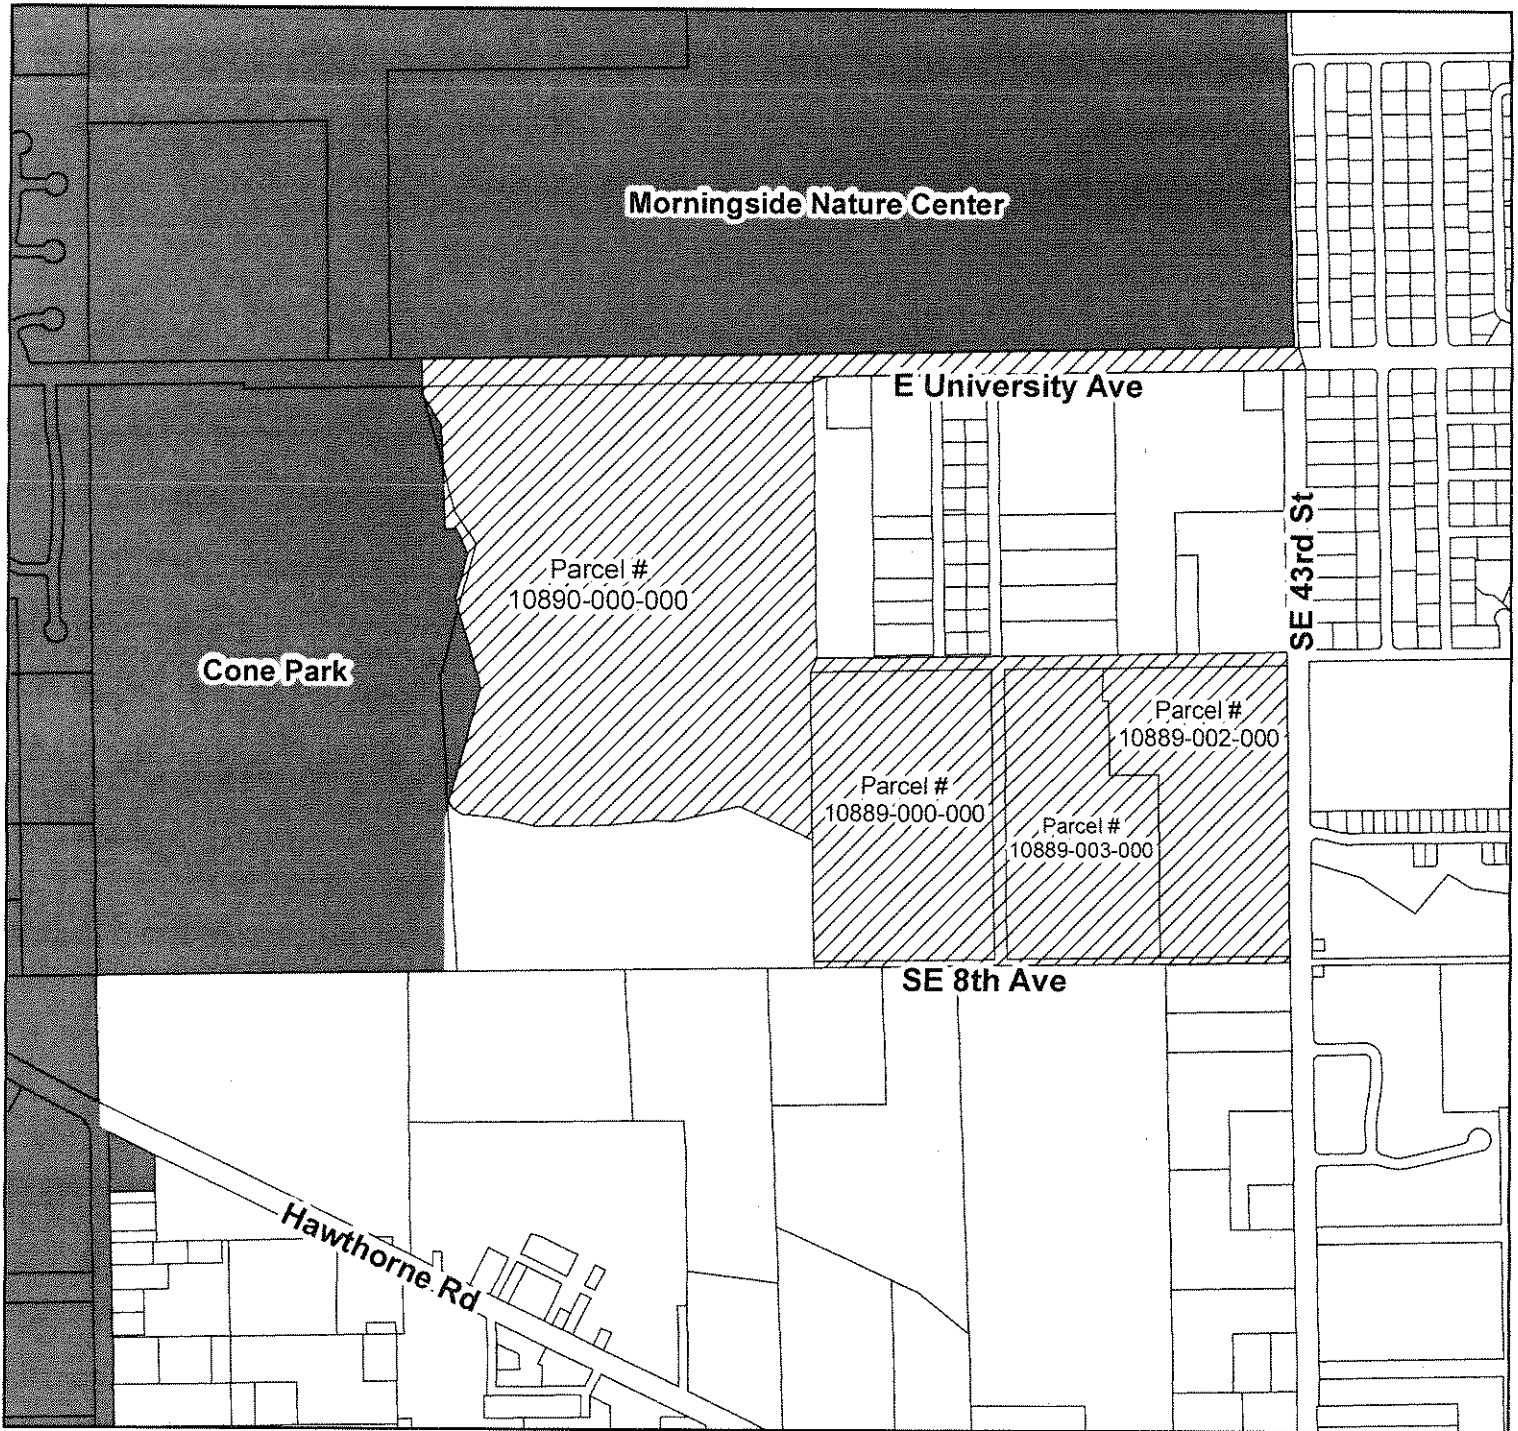 Morningside Nature Center
E University Ave
SE 43rd St
Parcel #
10890-000-000
Cone Park
Parcel #
10889-002-000
Parcel #
10889-000-000
Parcel #
10889-003-000
SE 8th Ave
Hawthorne Rd